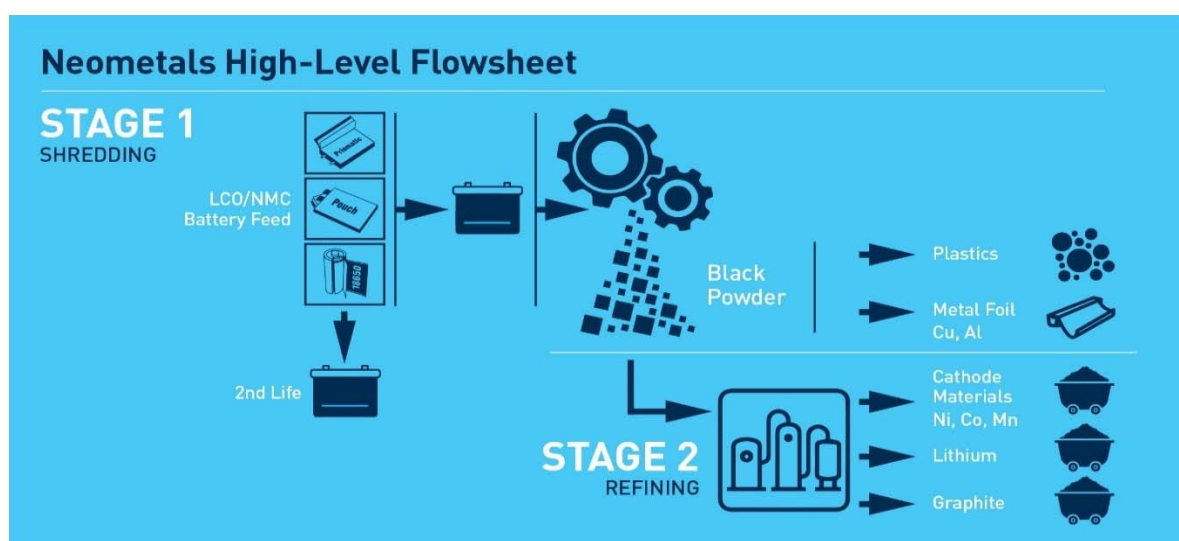 Neometals High-Level Flowsheet
STAGE 1
SHREDDING
Prismatic
LCO/NMC
Battery Feed
Pouch
18650
2nd Life
Black
Powder
Plastics
Metal Foil
Cu, Al
STAGE 2
REFINING
Cathode
Materials
Ni, Co, Mn
Lithium
Graphite